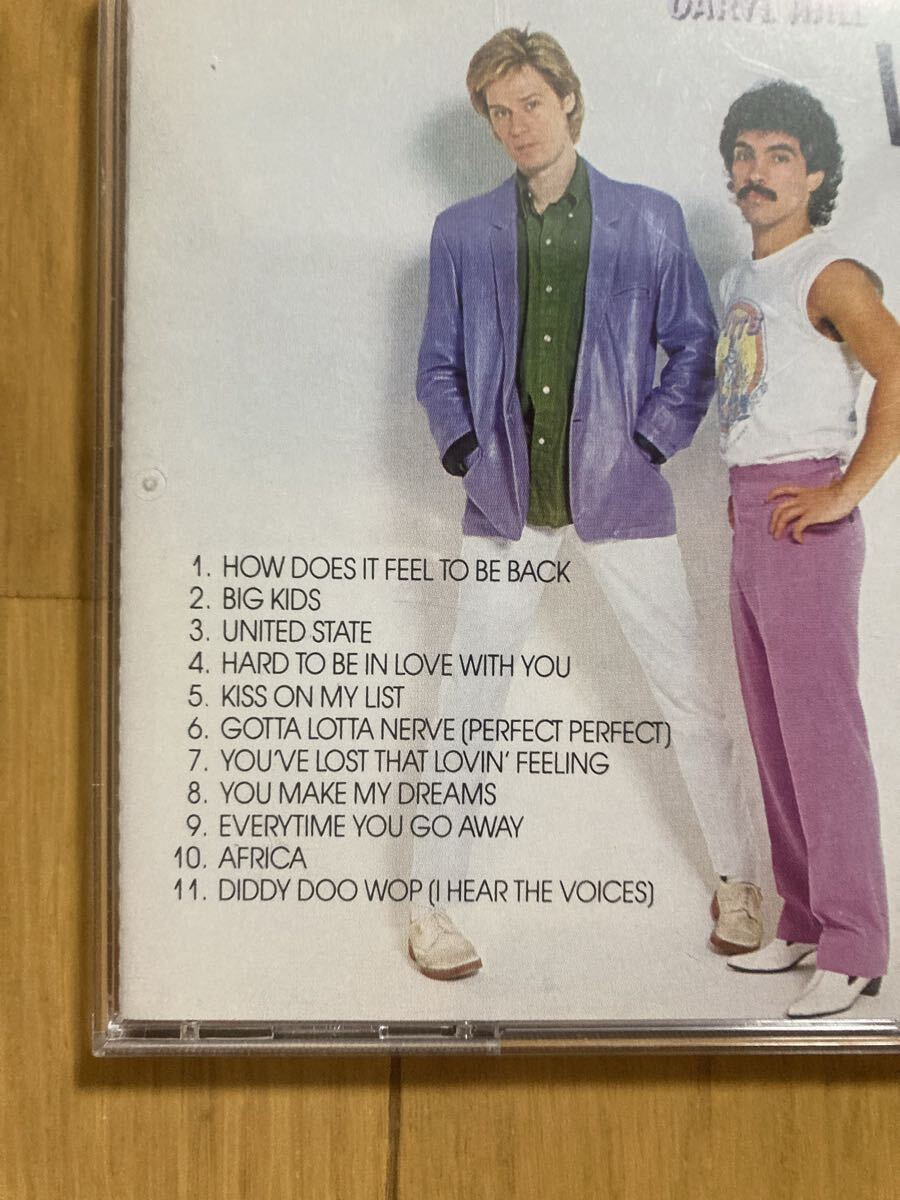 DARYL HALL
1. HOW DOES IT FEEL TO BE BACK
2. BIG KIDS
3. UNITED STATE
4. HARD TO BE IN LOVE WITH YOU
5. KISS ON MY LIST
6. GOTTA LOTTA NERVE (PERFECT PERFECT)
7. YOU'VE LOST THAT LOVIN' FEELING
8. YOU MAKE MY DREAMS
9. EVERYTIME YOU GO AWAY
10. AFRICA
11. DIDDY DOO WOP (I HEAR THE VOICES)